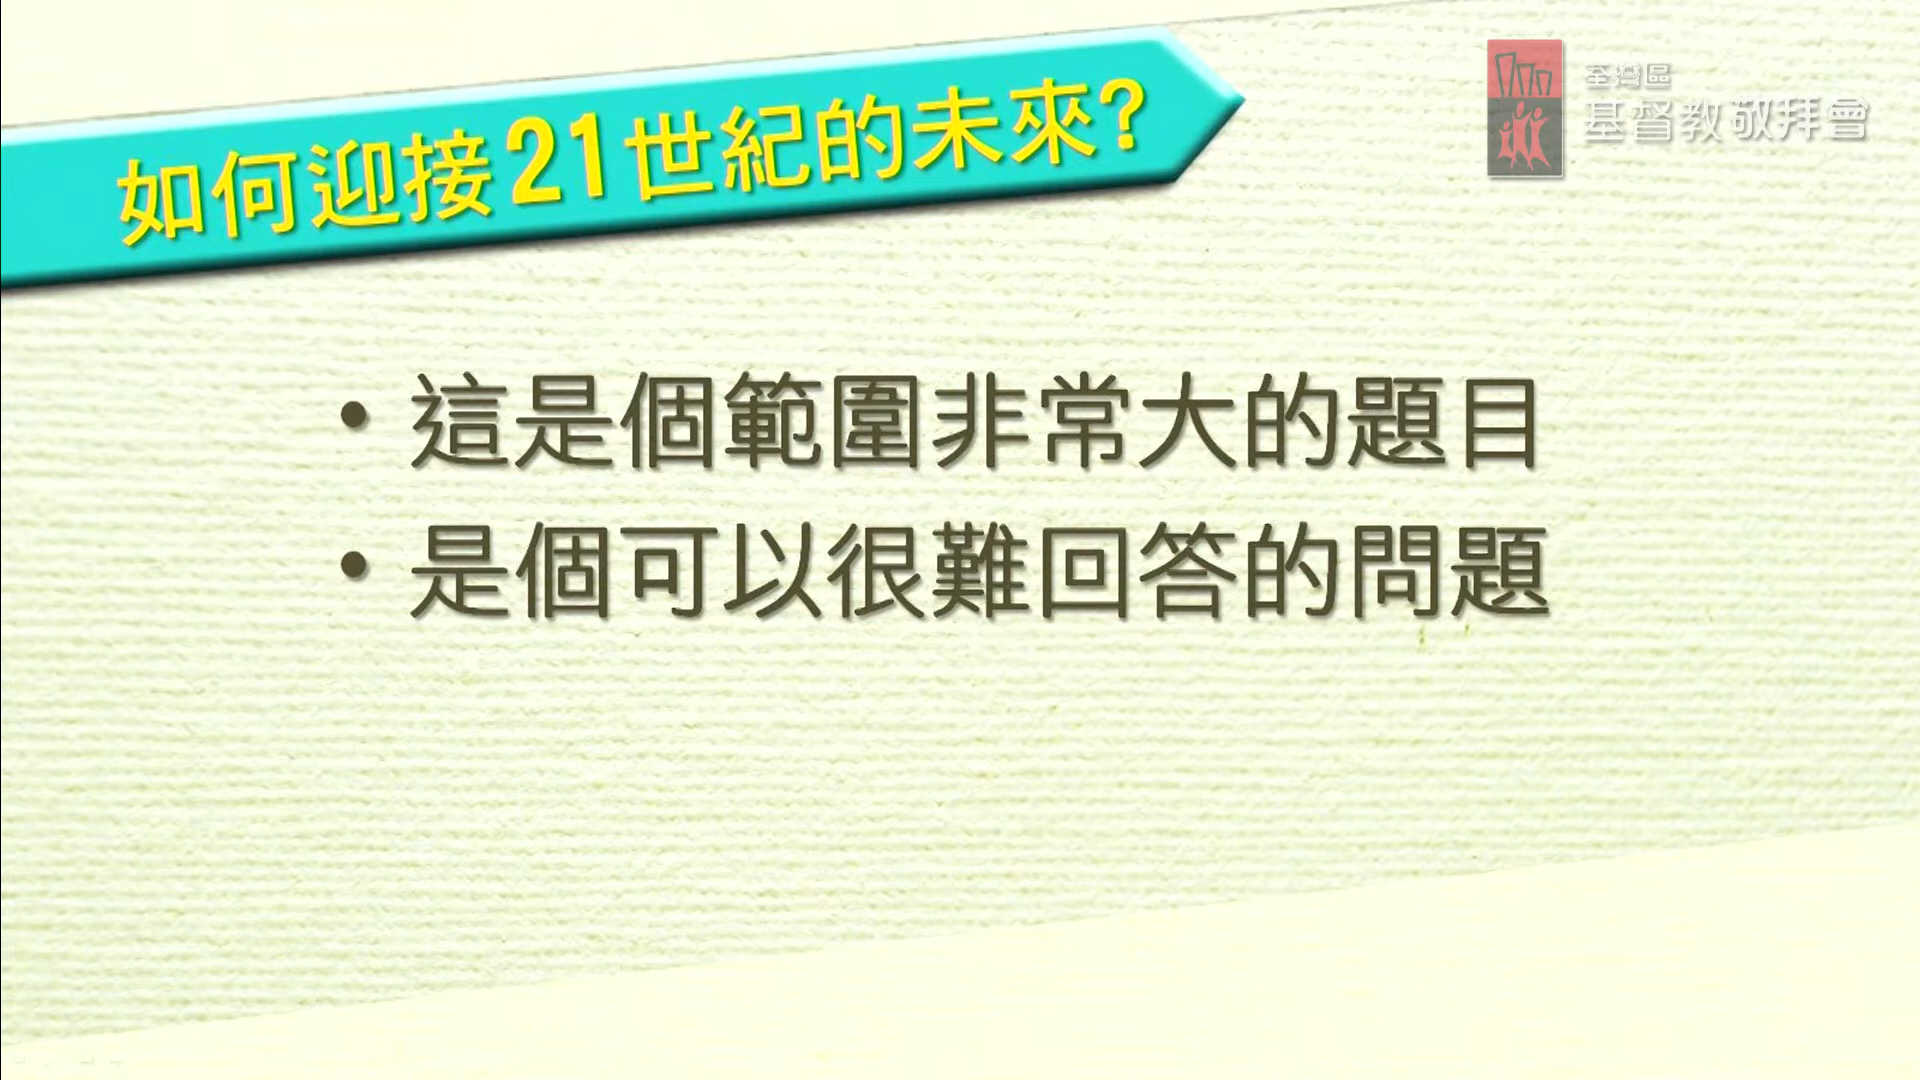 如何迎接21世紀的未來?
荃灣區
基督教敬拜會
• 這是個範圍非常大的題目
• 是個可以很難回答的問題